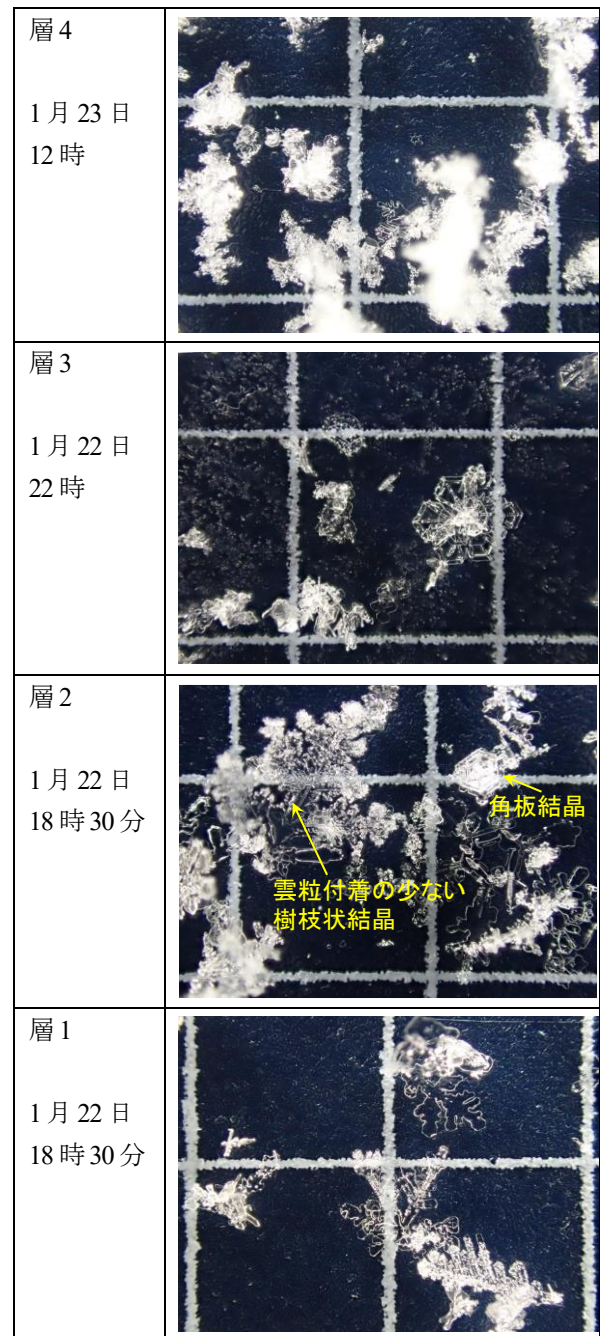 層4
1月23日
12時
層3
1月22日
22時
層2
1月22日
18時30分
角板結晶
雲粒付着の少ない
樹枝状結晶
層1
1月22日
18時30分